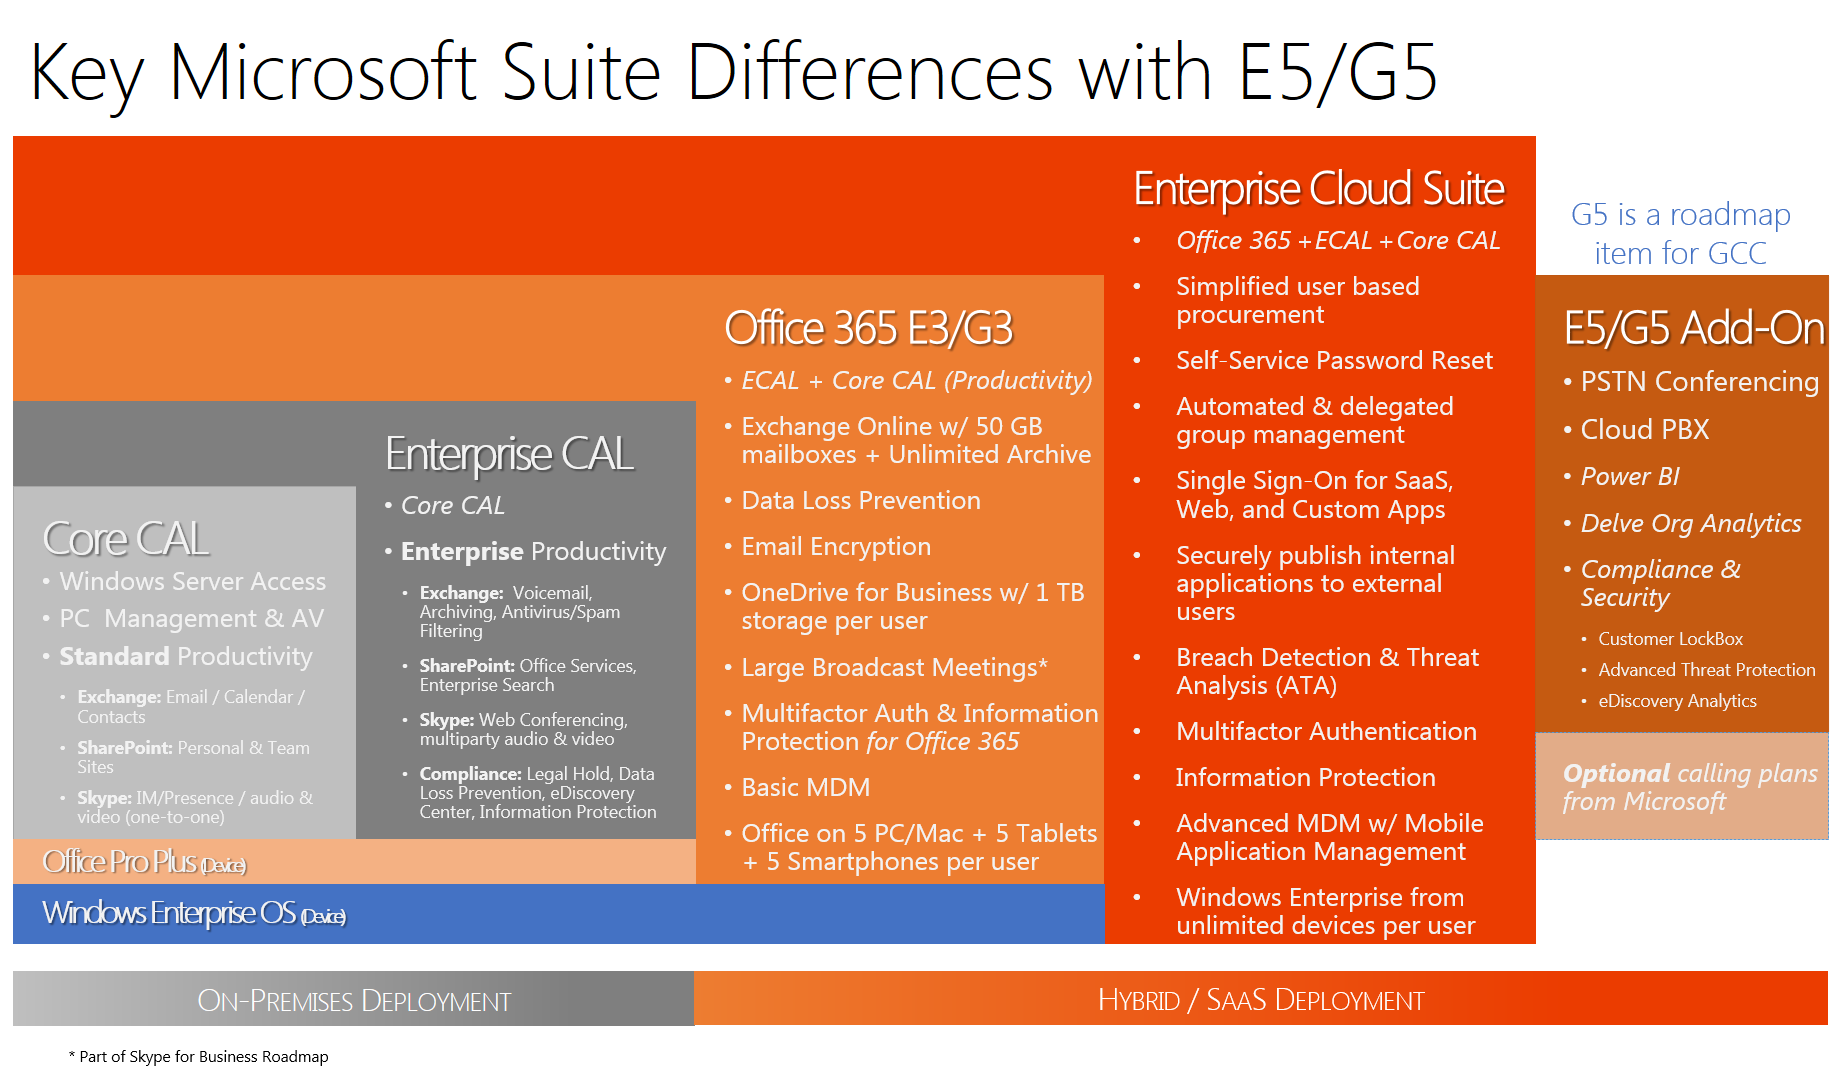 Key Microsoft Suite Differences with E5/G5
Core CAL
• Windows Server Access
• PC  Management & AV
• Standard Productivity
• Exchange: Email / Calendar /
Contacts
• SharePoint: Personal & Team
Sites
• Skype: IM/Presence / audio &
video (one-to-one)
Enterprise CAL
• Core CAL
• Enterprise Productivity
• Exchange:  Voicemail,
Archiving, Antivirus/Spam
Filtering
• SharePoint: Office Services,
Enterprise Search
• Skype: Web Conferencing,
multiparty audio & video
• Compliance: Legal Hold, Data
Loss Prevention, eDiscovery
Center, Information Protection
Office Pro Plus (Device)
Windows Enterprise OS (Device)
Office 365 E3/G3
• ECAL + Core CAL (Productivity)
• Exchange Online w/ 50 GB
mailboxes + Unlimited Archive
• Data Loss Prevention
• Email Encryption
• OneDrive for Business w/ 1 TB
storage per user
• Large Broadcast Meetings*
• Multifactor Auth & Information
Protection for Office 365
• Basic MDM
• Office on 5 PC/Mac + 5 Tablets
+ 5 Smartphones per user
Enterprise Cloud Suite
• Office 365 +ECAL +Core CAL
• Simplified user based
procurement
• Self-Service Password Reset
• Automated & delegated
group management
• Single Sign-On for SaaS,
Web, and Custom Apps
• Securely publish internal
applications to external
users
• Breach Detection & Threat
Analysis (ATA)
• Multifactor Authentication
• Information Protection
• Advanced MDM w/ Mobile
Application Management
• Windows Enterprise from
unlimited devices per user
G5 is a roadmap
item for GCC
E5/G5 Add-On
• PSTN Conferencing
• Cloud PBX
• Power BI
• Delve Org Analytics
• Compliance &
Security
• Customer LockBox
• Advanced Threat Protection
• eDiscovery Analytics
Optional calling plans
from Microsoft
ON-PREMISES DEPLOYMENT
HYBRID / SAAS DEPLOYMENT
* Part of Skype for Business Roadmap